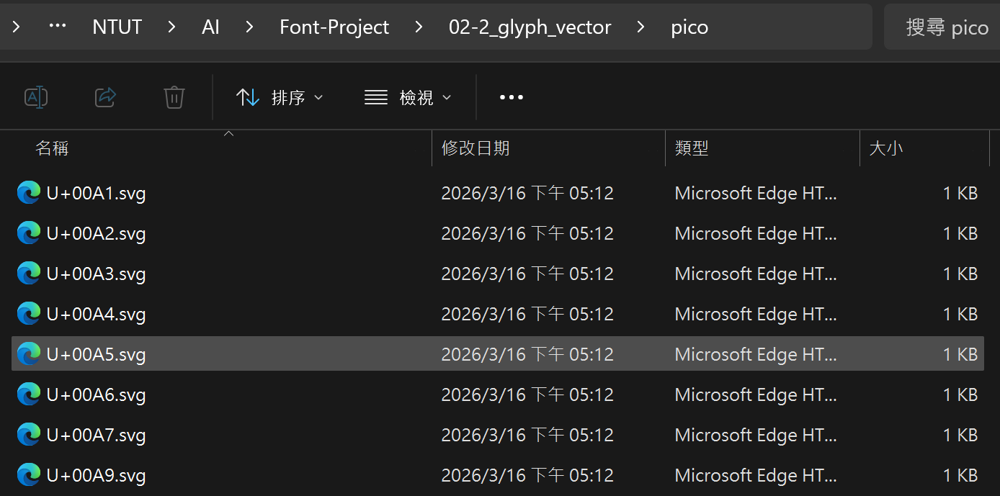 NTUT > AI > Font-Project > 02-2_glyph_vector > pico 搜尋 pico
排序 檢視
名稱 修改日期 類型 大小
U+00A1.svg 2026/3/16 下午 05:12 Microsoft Edge HT... 1 KB
U+00A2.svg 2026/3/16 下午 05:12 Microsoft Edge HT... 1 KB
U+00A3.svg 2026/3/16 下午 05:12 Microsoft Edge HT... 1 KB
U+00A4.svg 2026/3/16 下午 05:12 Microsoft Edge HT... 1 KB
U+00A5.svg 2026/3/16 下午 05:12 Microsoft Edge HT... 1 KB
U+00A6.svg 2026/3/16 下午 05:12 Microsoft Edge HT... 1 KB
U+00A7.svg 2026/3/16 下午 05:12 Microsoft Edge HT... 1 KB
U+00A9.svg 2026/3/16 下午 05:12 Microsoft Edge HT... 1 KB